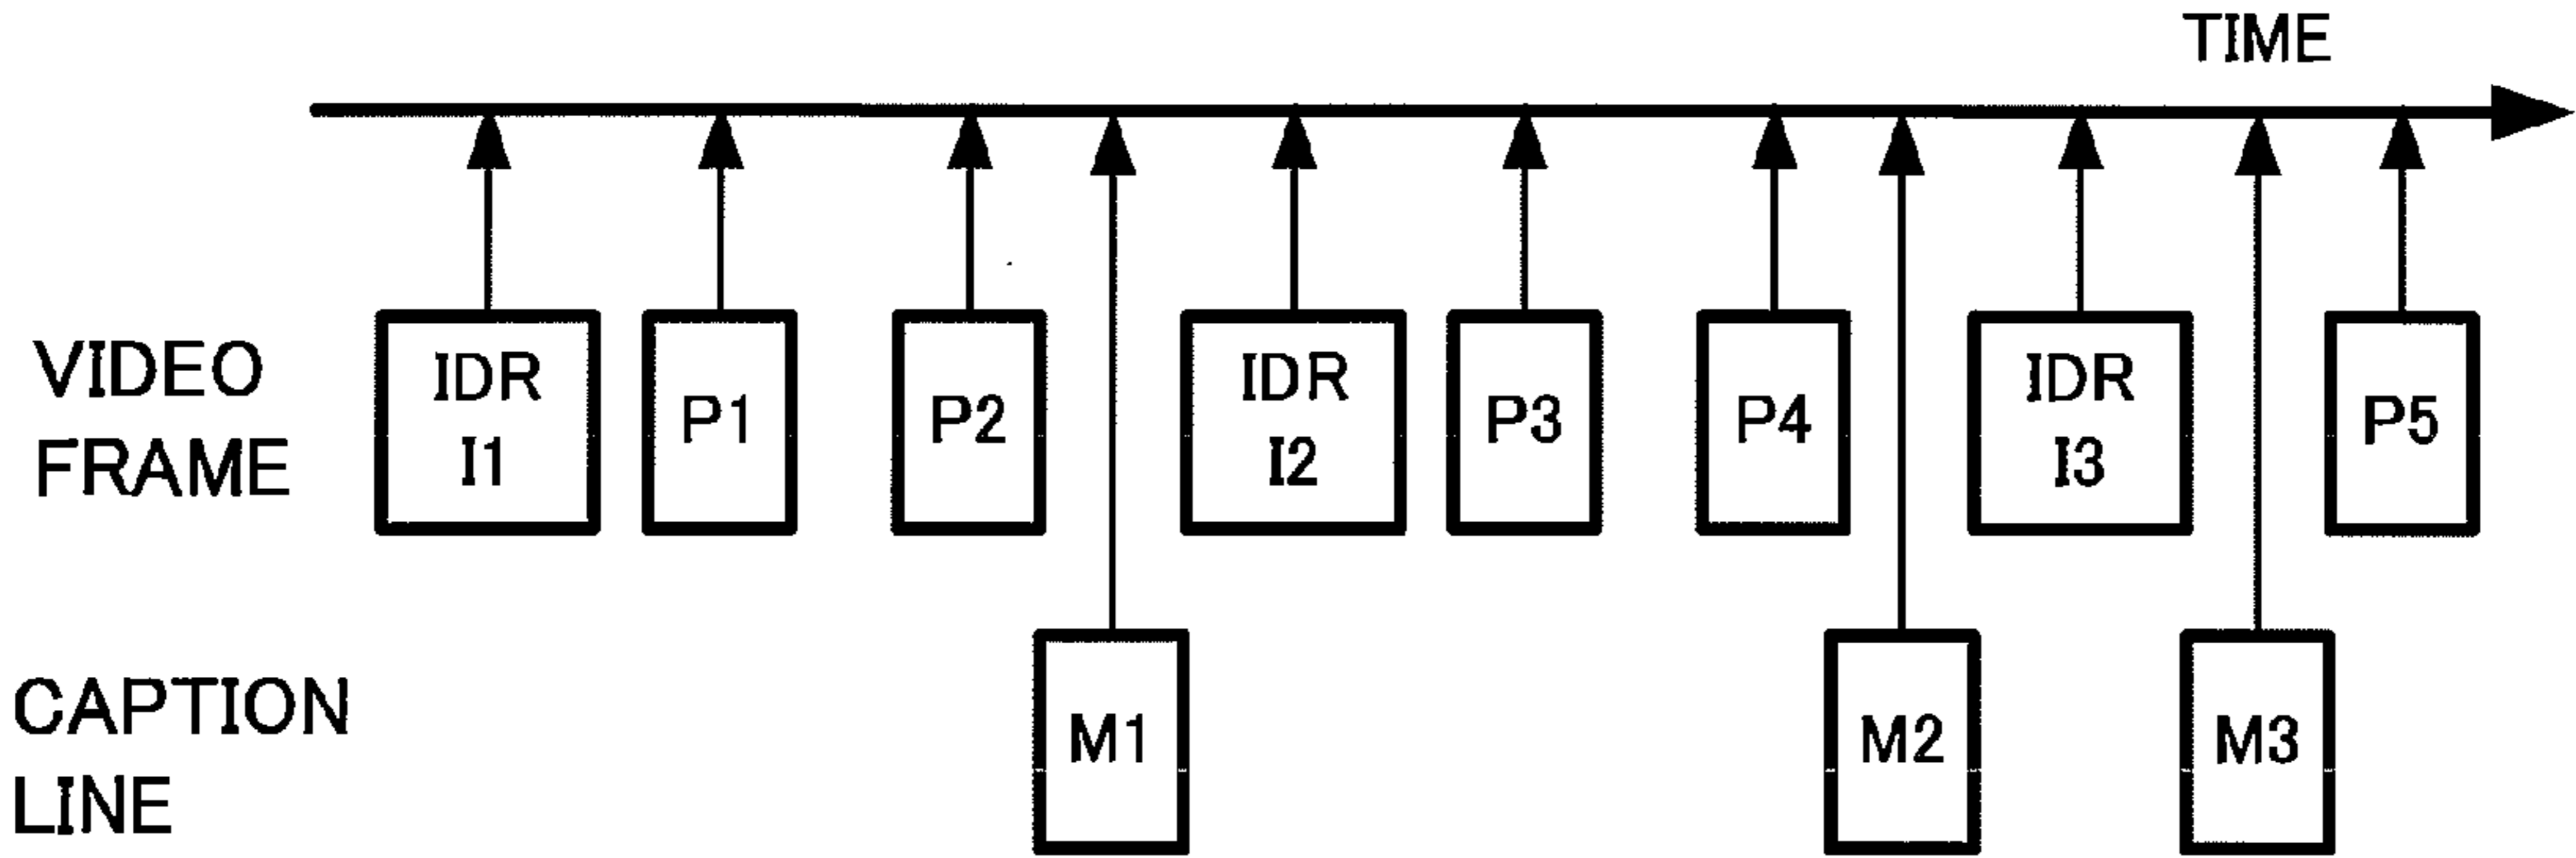 TIME
VIDEO
FRAME
IDR
I1
P1
P2
IDR
I2
P3
P4
IDR
I3
P5
CAPTION
LINE
M1
M2
M3